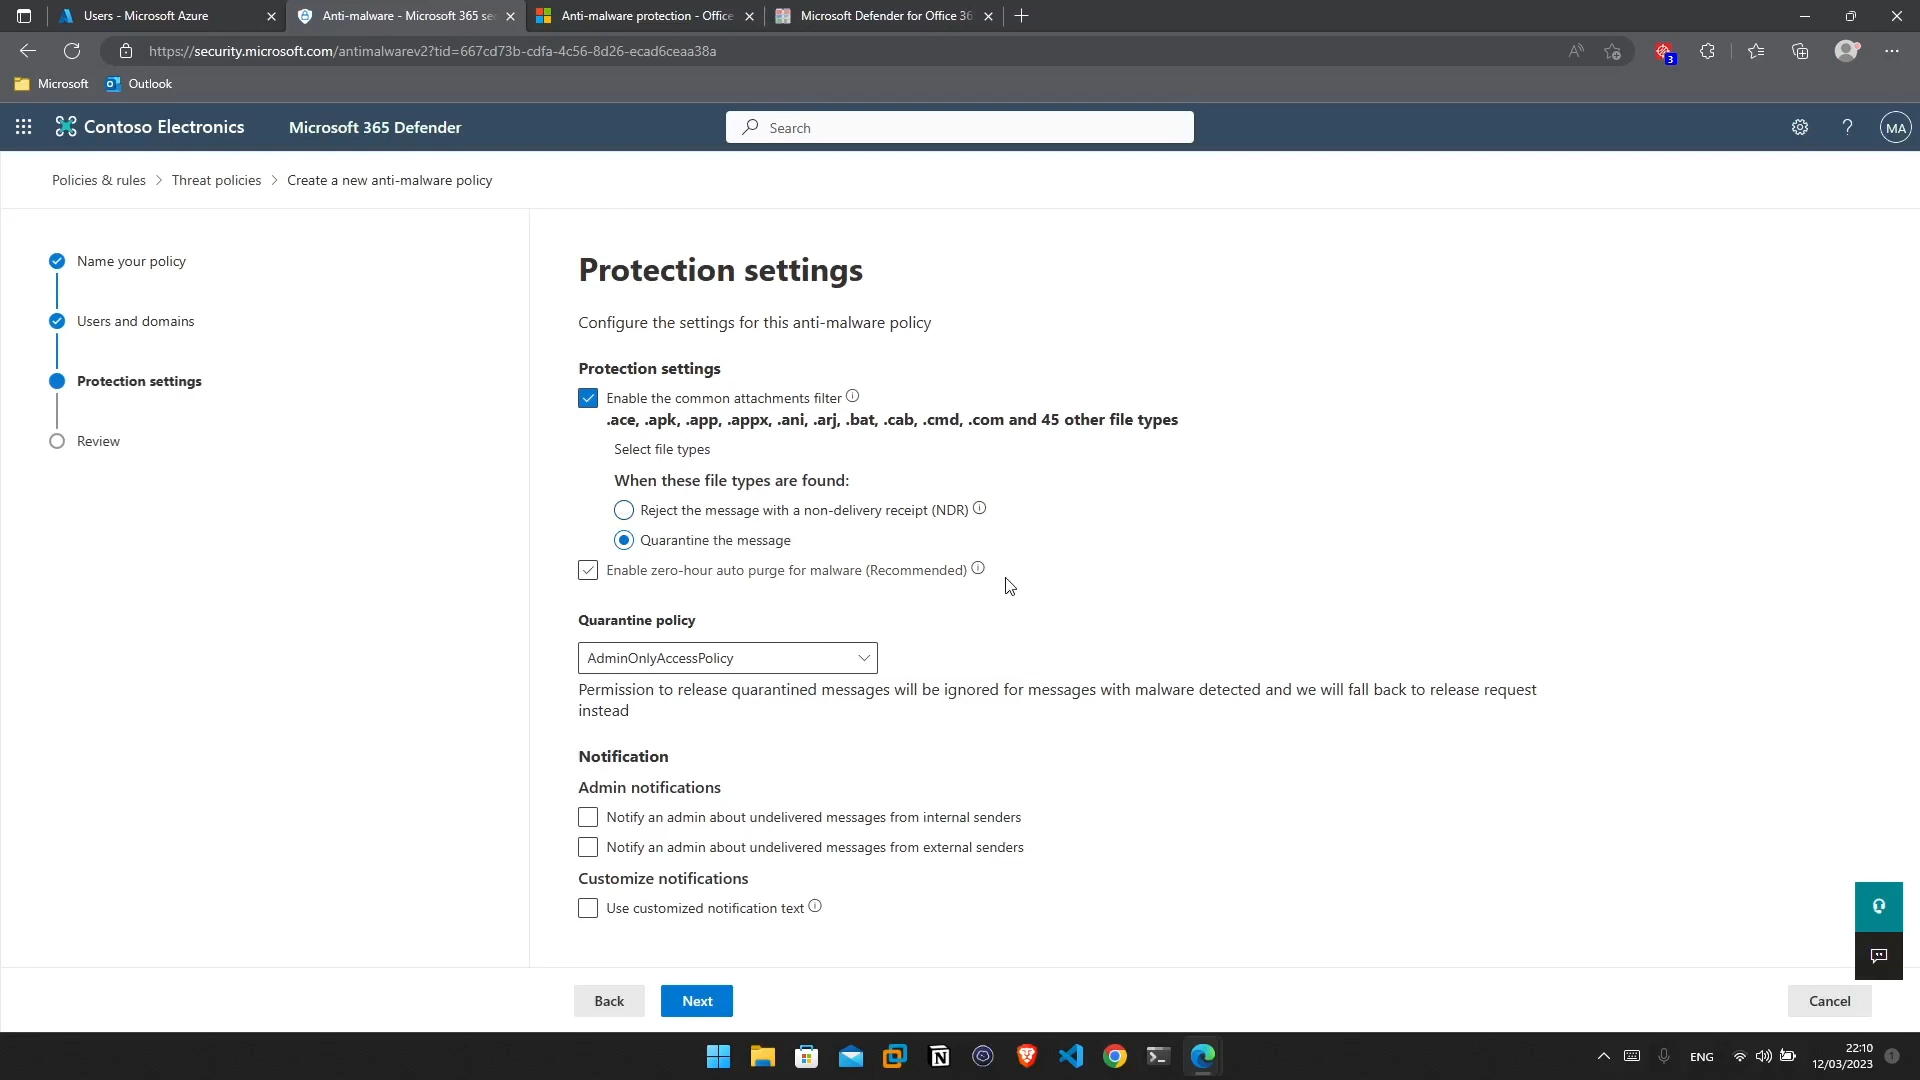 Users - Microsoft Azure
Anti-malware - Microsoft 365 sec
Anti-malware protection - Office
Microsoft Defender for Office 36
https://security.microsoft.com/antimalwarev2?tid=667cd73b-cdfa-4c56-8d26-ecad6ceaa38a
3
Microsoft
Outlook
Contoso Electronics
Microsoft 365 Defender
Search
MA
Policies & rules > Threat policies > Create a new anti-malware policy
Name your policy
Users and domains
Protection settings
Review
Protection settings
Configure the settings for this anti-malware policy
Protection settings
Enable the common attachments filter
.ace, .apk, .app, .appx, .ani, .arj, .bat, .cab, .cmd, .com and 45 other file types
Select file types
When these file types are found:
Reject the message with a non-delivery receipt (NDR)
Quarantine the message
Enable zero-hour auto purge for malware (Recommended)
Quarantine policy
AdminOnlyAccessPolicy
Permission to release quarantined messages will be ignored for messages with malware detected and we will fall back to release request
instead
Notification
Admin notifications
Notify an admin about undelivered messages from internal senders
Notify an admin about undelivered messages from external senders
Customize notifications
Use customized notification text
Back
Next
Cancel
ENG
22:10
12/03/2023
1